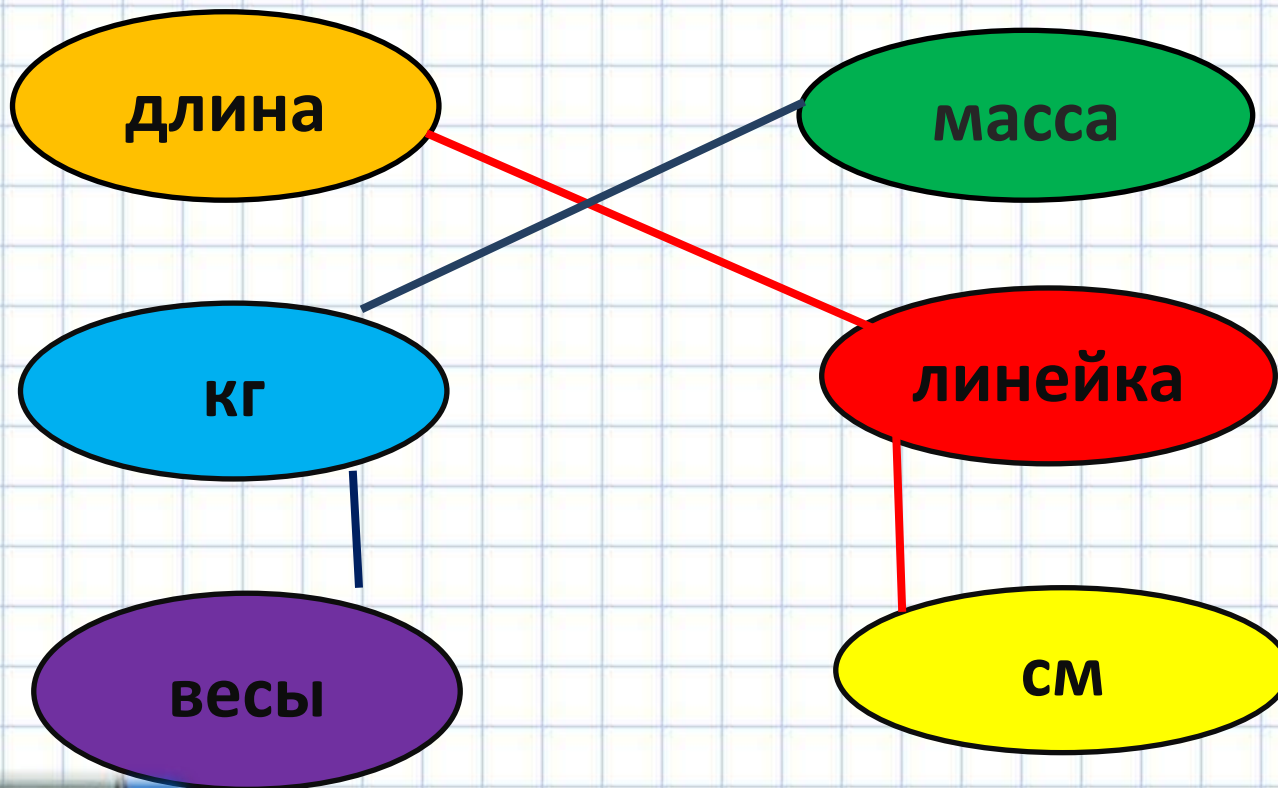 длина
масса
кг
линейка
весы
см